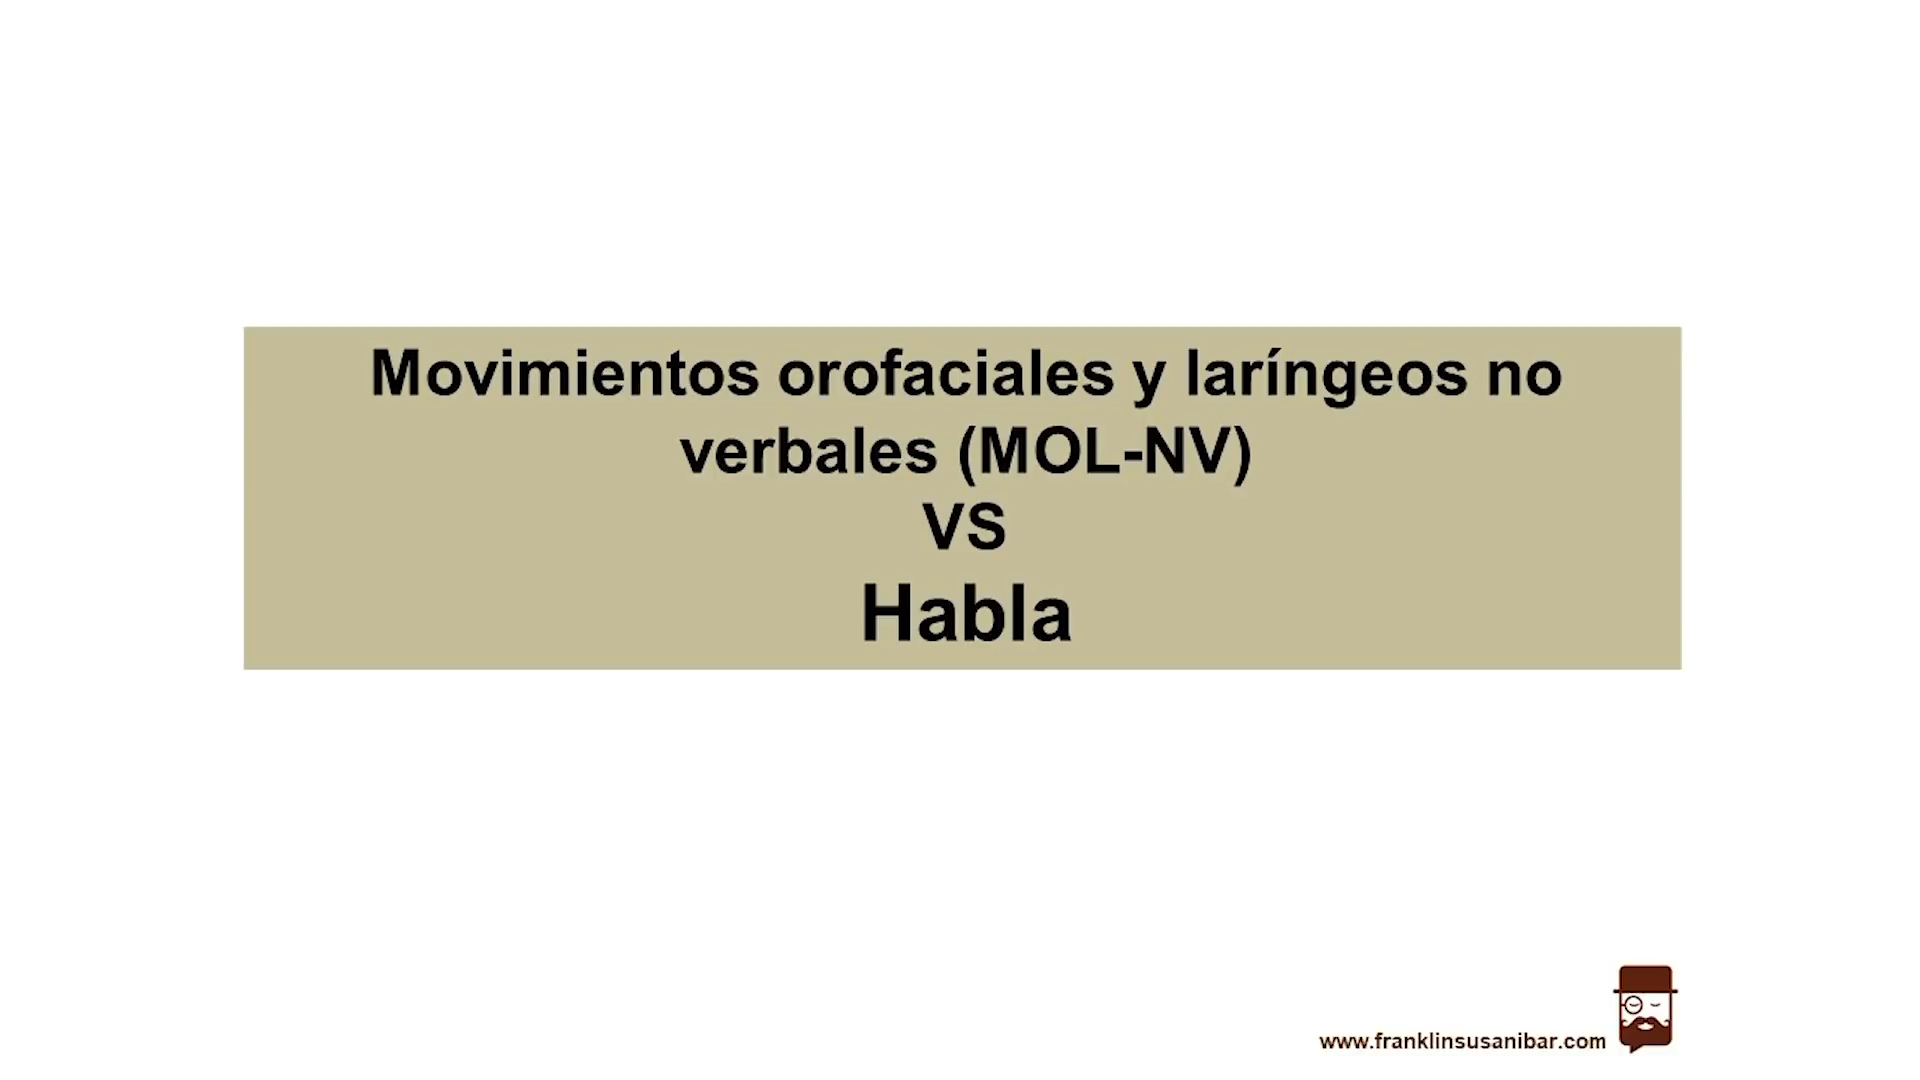 Movimientos orofaciales y laríngeos no
verbales (MOL-NV)
VS
Habla
www.franklinsusanibar.com